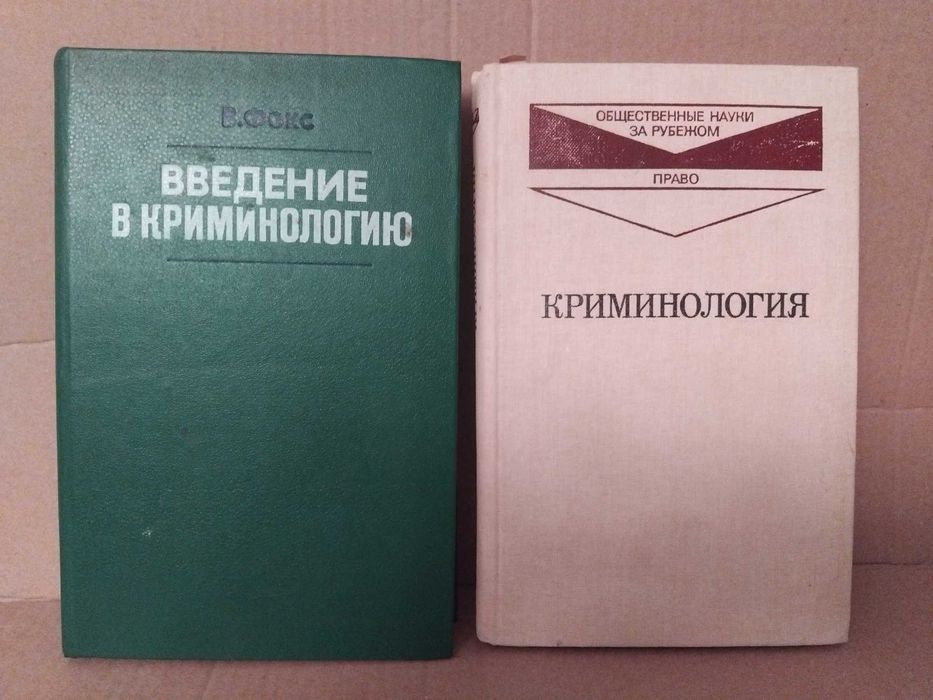 В. Фокс
ВВЕДЕНИЕ
В КРИМИНОЛОГИЮ
ОБЩЕСТВЕННЫЕ НАУКИ
ЗА РУБЕЖОМ
ПРАВО
КРИМИНОЛОГИЯ